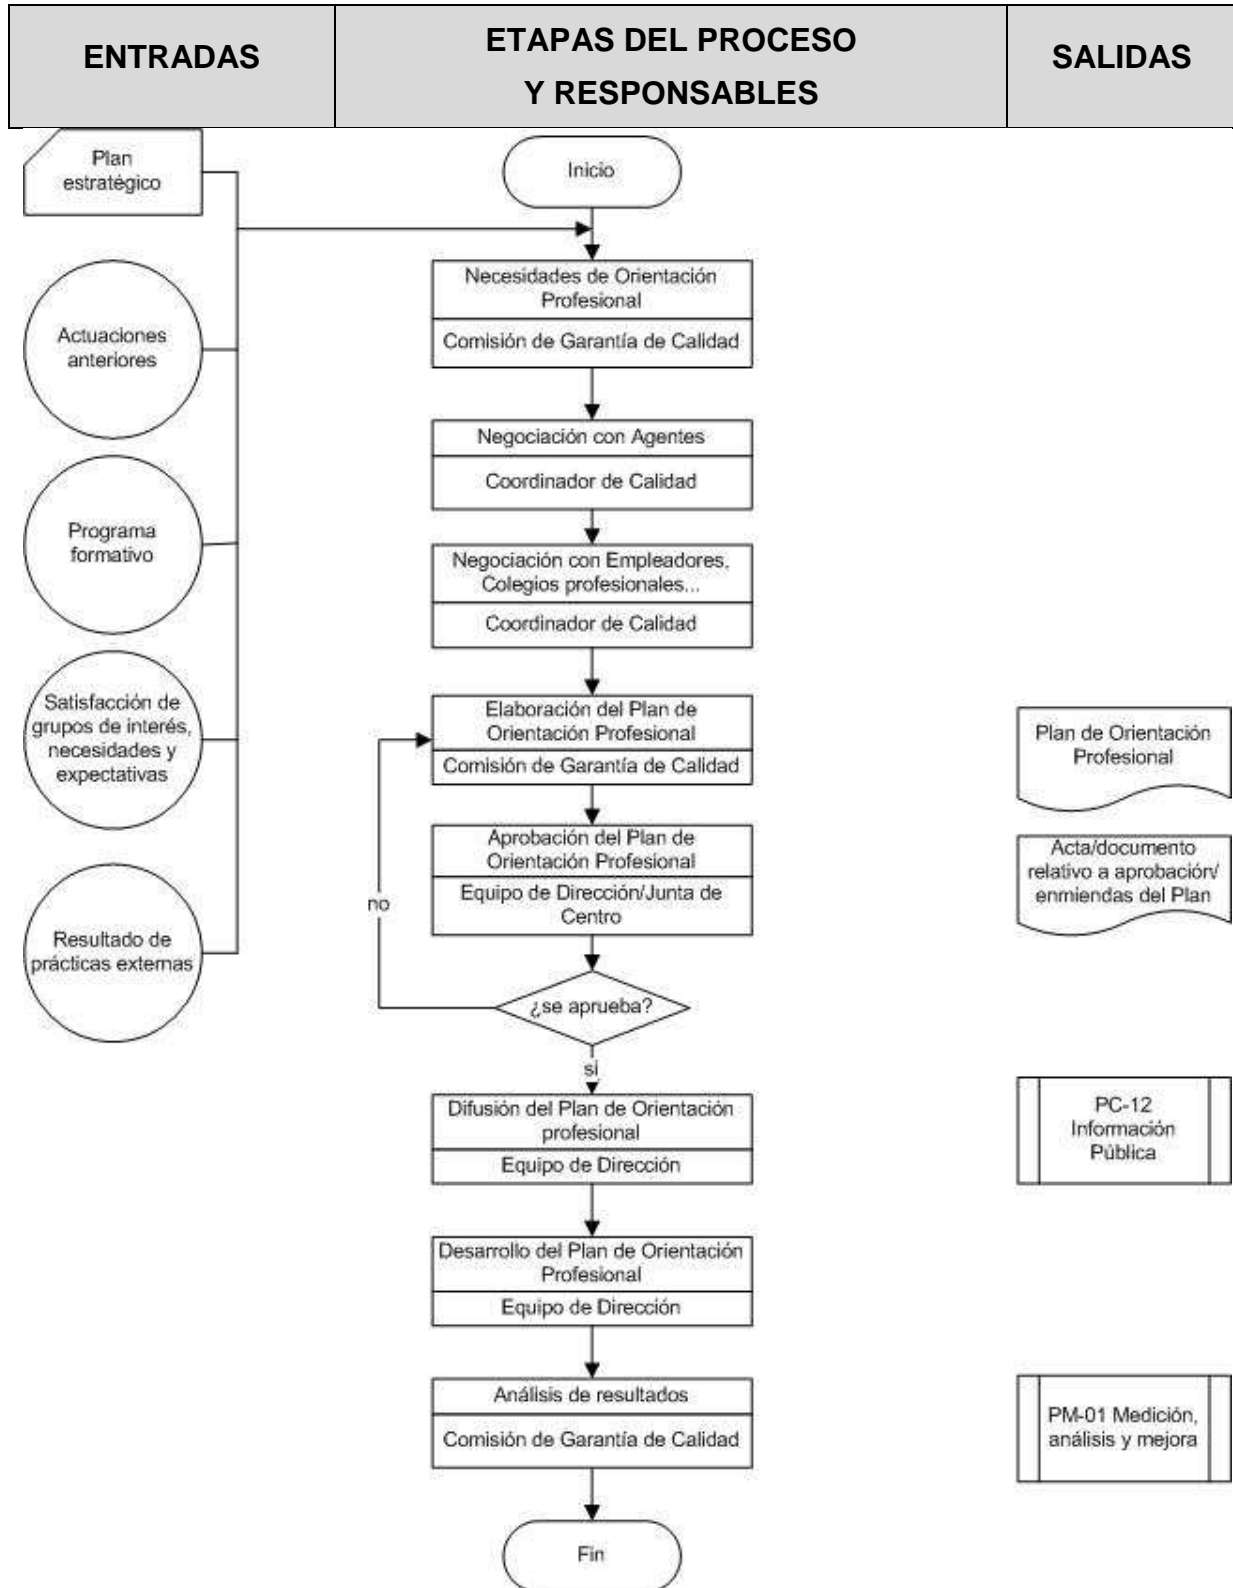 ENTRADAS
ETAPAS DEL PROCESO
Y RESPONSABLES
SALIDAS
Plan
estratégico
Inicio
Necesidades de Orientación
Profesional
Comisión de Garantía de Calidad
Actuaciones
anteriores
Negociación con Agentes
Coordinador de Calidad
Programa
formativo
Negociación con Empleadores,
Colegios profesionales...
Coordinador de Calidad
Satisfacción de
grupos de interés,
necesidades y
expectativas
Elaboración del Plan de
Orientación Profesional
Comisión de Garantía de Calidad
Plan de Orientación
Profesional
Aprobación del Plan de
Orientación Profesional
Equipo de Dirección/Junta de
Centro
Acta/documento
relativo a aprobación/
enmiendas del Plan
no
Resultado de
prácticas externas
¿se aprueba?
si
Difusión del Plan de Orientación
profesional
Equipo de Dirección
PC-12
Información
Pública
Desarrollo del Plan de Orientación
Profesional
Equipo de Dirección
Análisis de resultados
Comisión de Garantía de Calidad
PM-01 Medición,
análisis y mejora
Fin